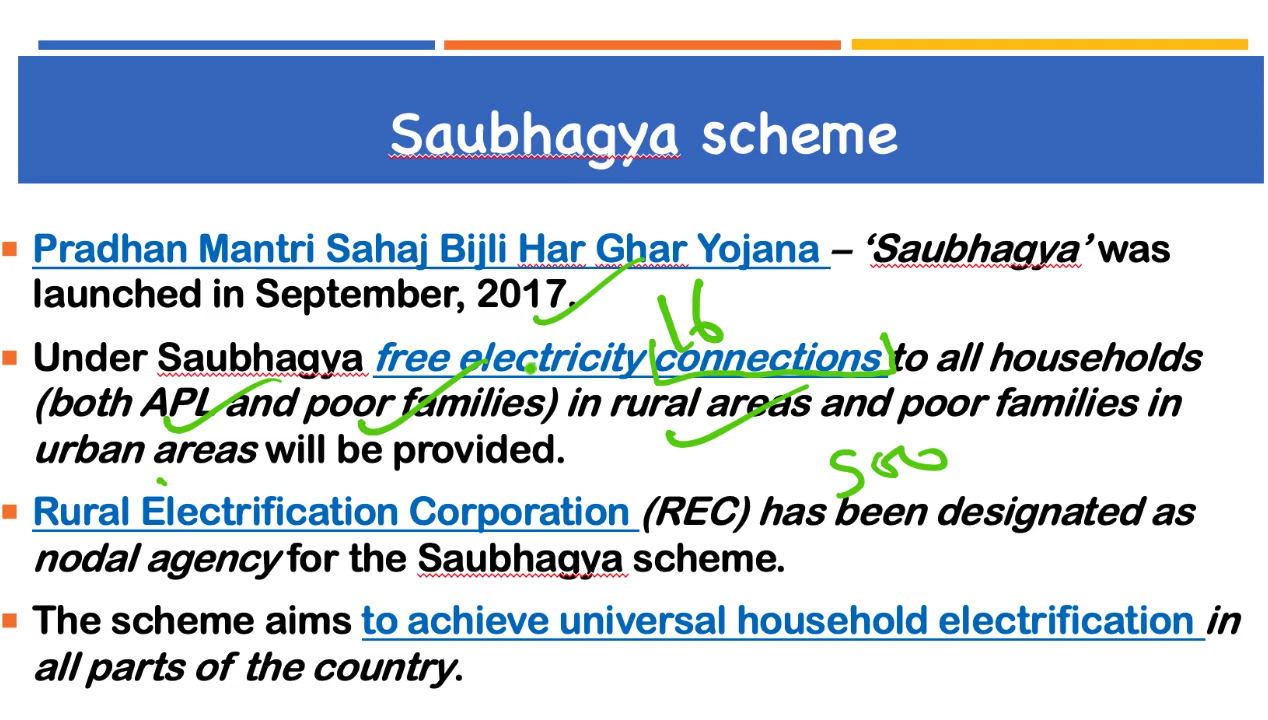 Saubhagya scheme
Pradhan Mantri Sahaj Bijli Har Ghar Yojana – ‘Saubhagya’ was
launched in September, 2017.
16
Under Saubhagya free electricity connections to all households
(both APL and poor families) in rural areas and poor families in
urban areas will be provided.
500
Rural Electrification Corporation (REC) has been designated as
nodal agency for the Saubhagya scheme.
The scheme aims to achieve universal household electrification in
all parts of the country.